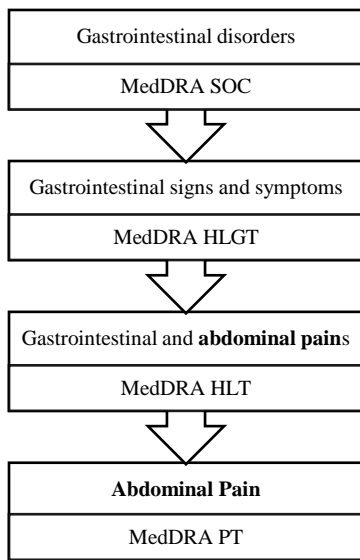 Gastrointestinal disorders
MedDRA SOC
Gastrointestinal signs and symptoms
MedDRA HLGT
Gastrointestinal and abdominal pains
MedDRA HLT
Abdominal Pain
MedDRA PT